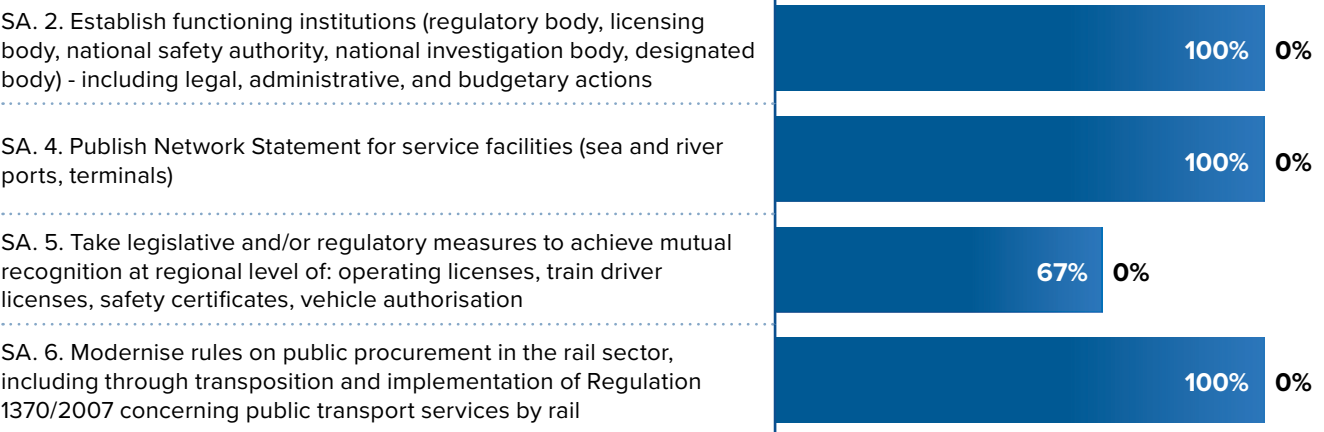 SA. 2. Establish functioning institutions (regulatory body, licensing
body, national safety authority, national investigation body, designated
body) - including legal, administrative, and budgetary actions
100% 0%
SA. 4. Publish Network Statement for service facilities (sea and river
ports, terminals)
100% 0%
SA. 5. Take legislative and/or regulatory measures to achieve mutual
recognition at regional level of: operating licenses, train driver
licenses, safety certificates, vehicle authorisation
67% 0%
SA. 6. Modernise rules on public procurement in the rail sector,
including through transposition and implementation of Regulation
1370/2007 concerning public transport services by rail
100% 0%